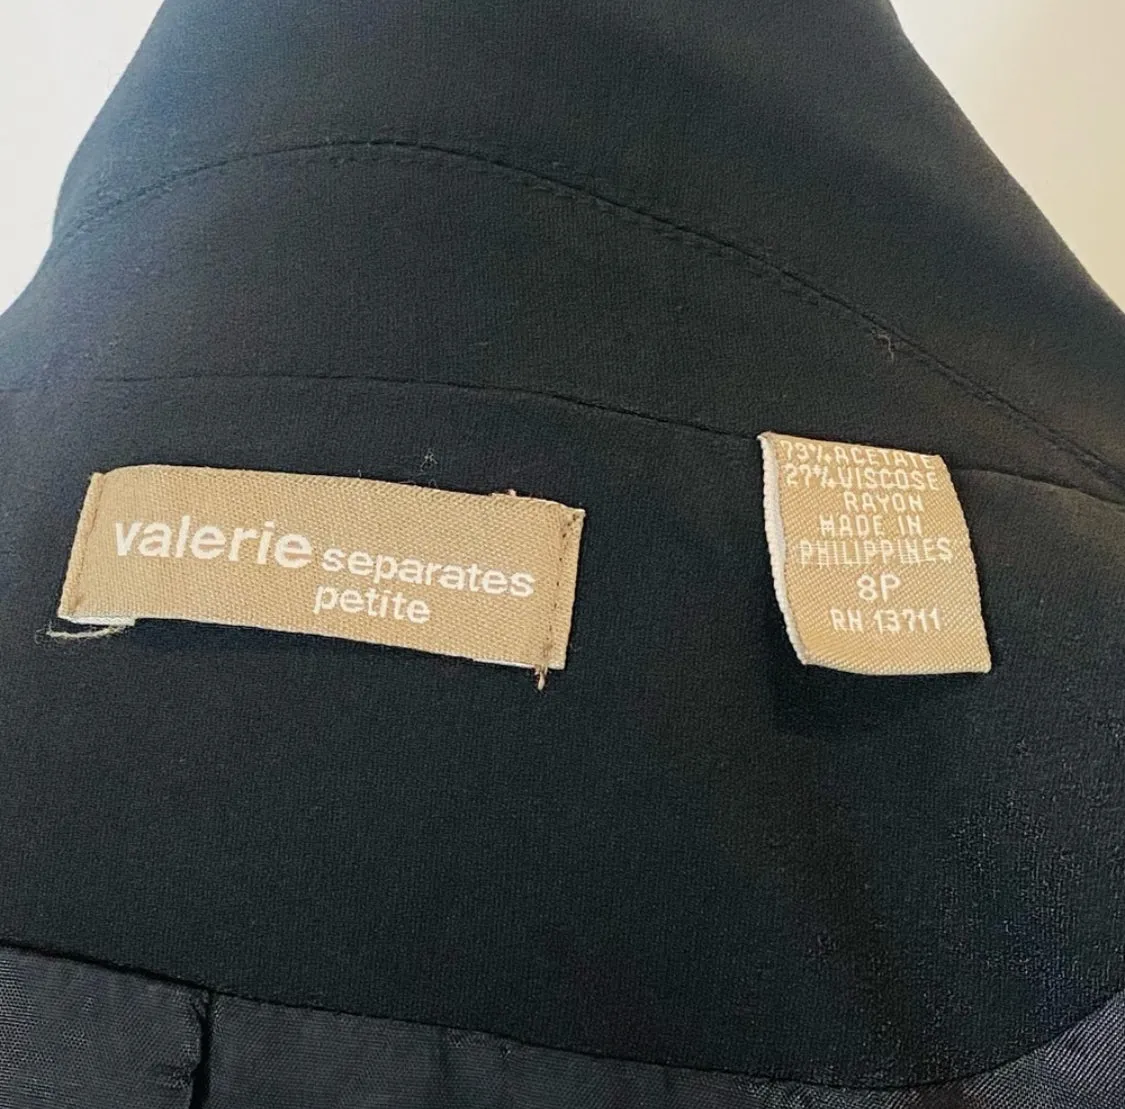 valerie separates
petite
73% ACETATE
27% VISCOSE
RAYON
MADE IN
PHILIPPINES
8P
RN 13711